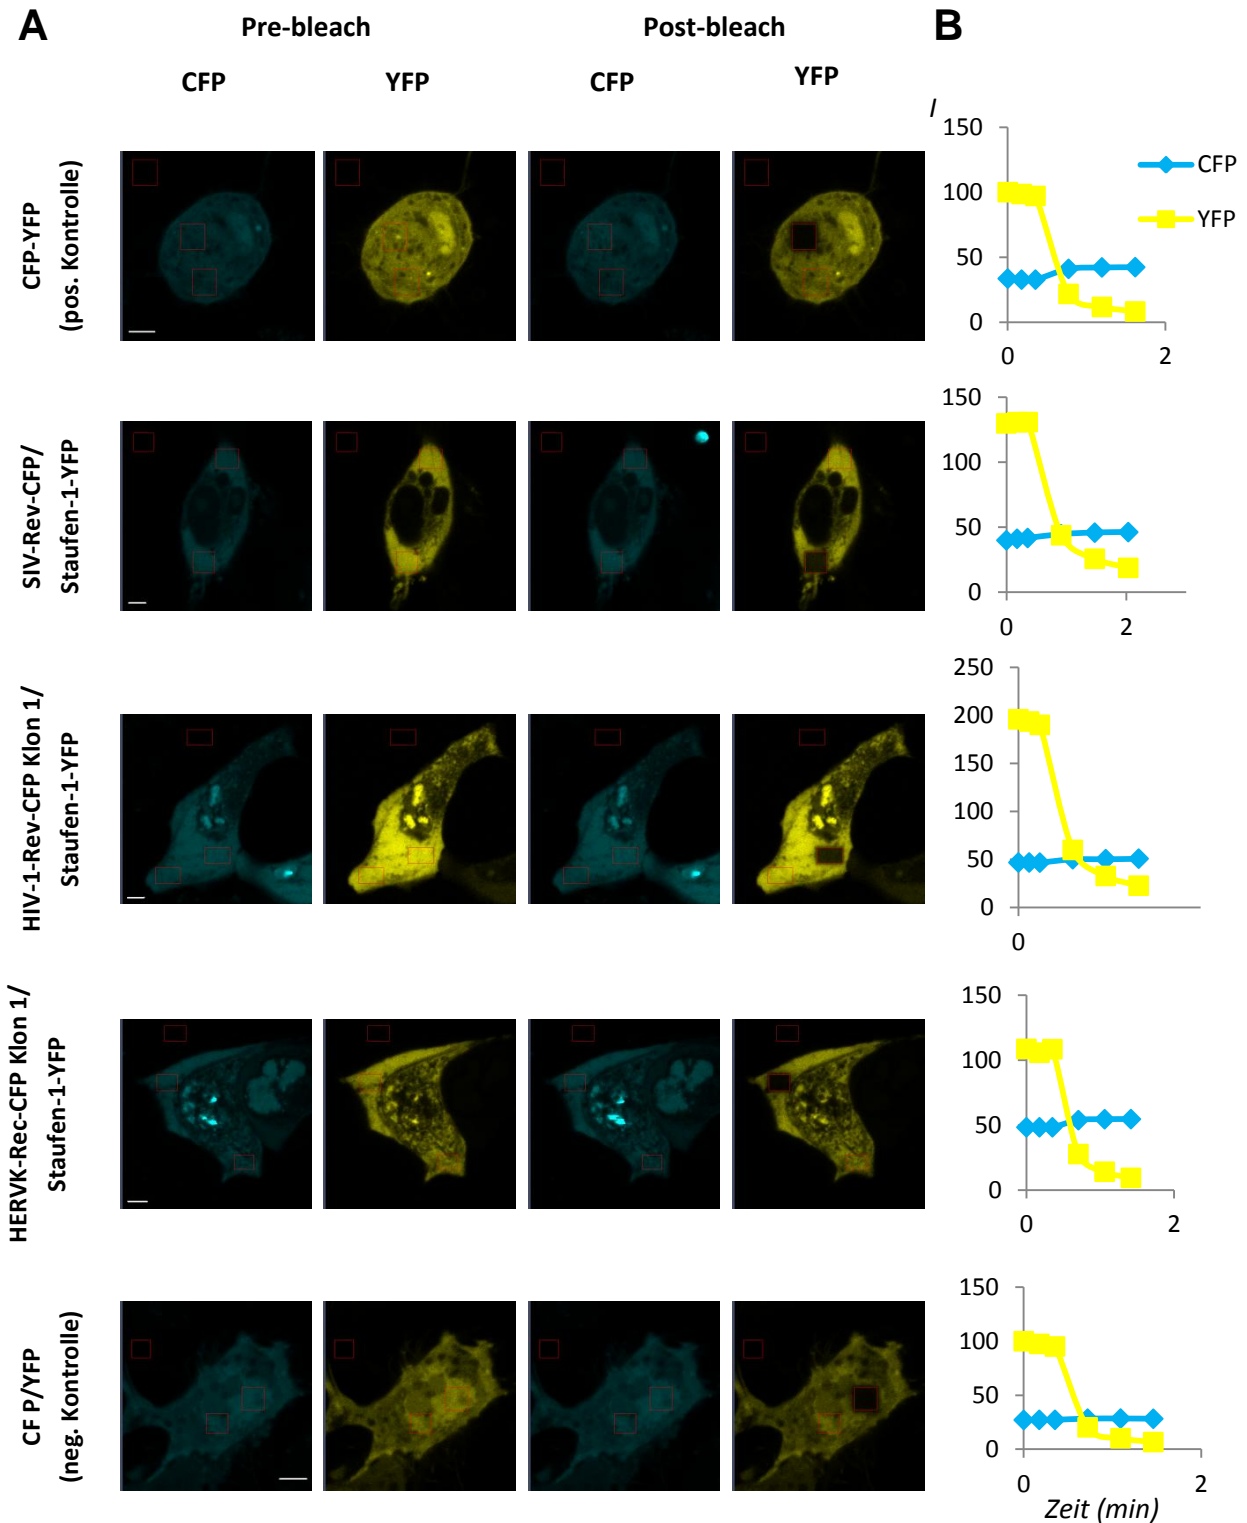 A
Pre-bleach
Post-bleach
B
CFP
YFP
CFP
YFP
CFP-YFP
(pos. Kontrolle)
I
150
100
50
0
0
2
CFP
YFP
SIV-Rev-CFP/
Staufen-1-YFP
150
100
50
0
0
2
HIV-1-Rev-CFP Klon 1/
Staufen-1-YFP
250
200
150
100
50
0
0
HERVK-Rec-CFP Klon 1/
Staufen-1-YFP
150
100
50
0
0
2
CF P/YFP
(neg. Kontrolle)
150
100
50
0
0
2
Zeit (min)